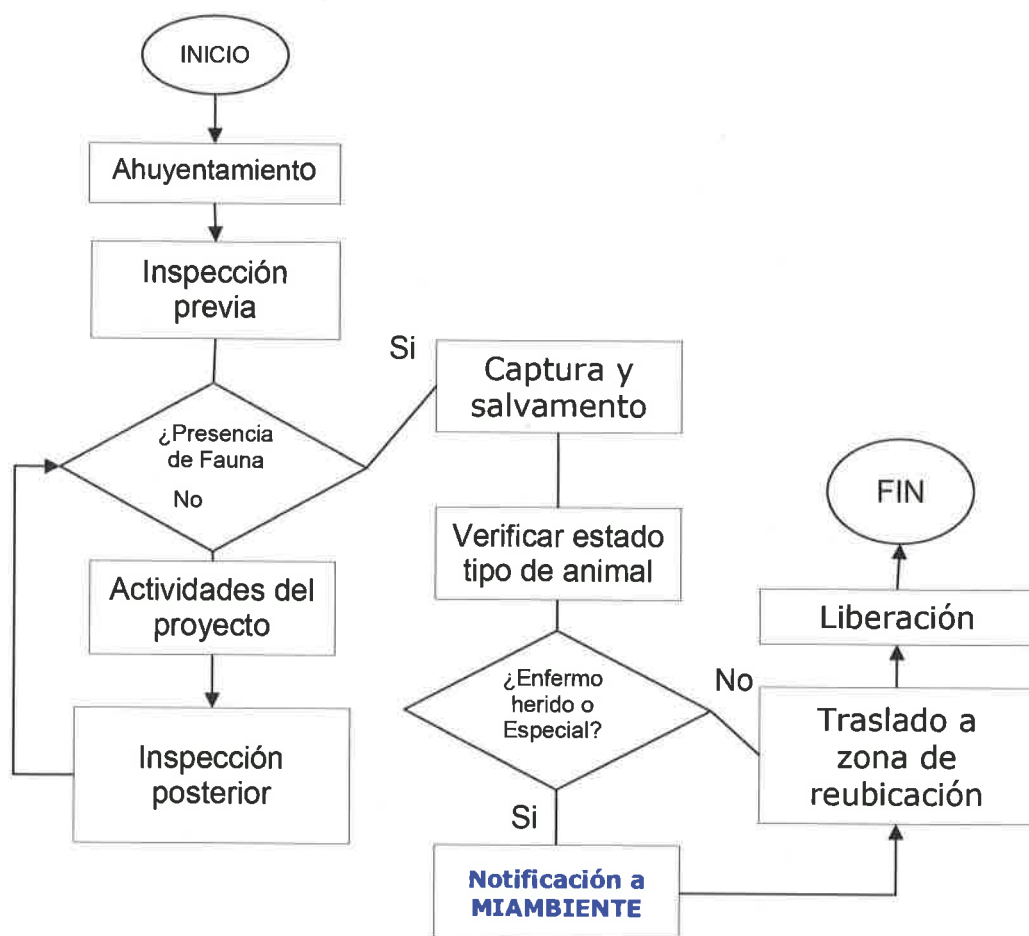 INICIO
Ahuyentamiento
Inspección
previa
¿Presencia
de Fauna
No
Si
Actividades del
proyecto
Inspección
posterior
Captura y
salvamento
Verificar estado
tipo de animal
¿Enfermo
herido o
Especial?
No
Si
Notificación a
MIAMBIENTE
Traslado a
zona de
reubicación
Liberación
FIN